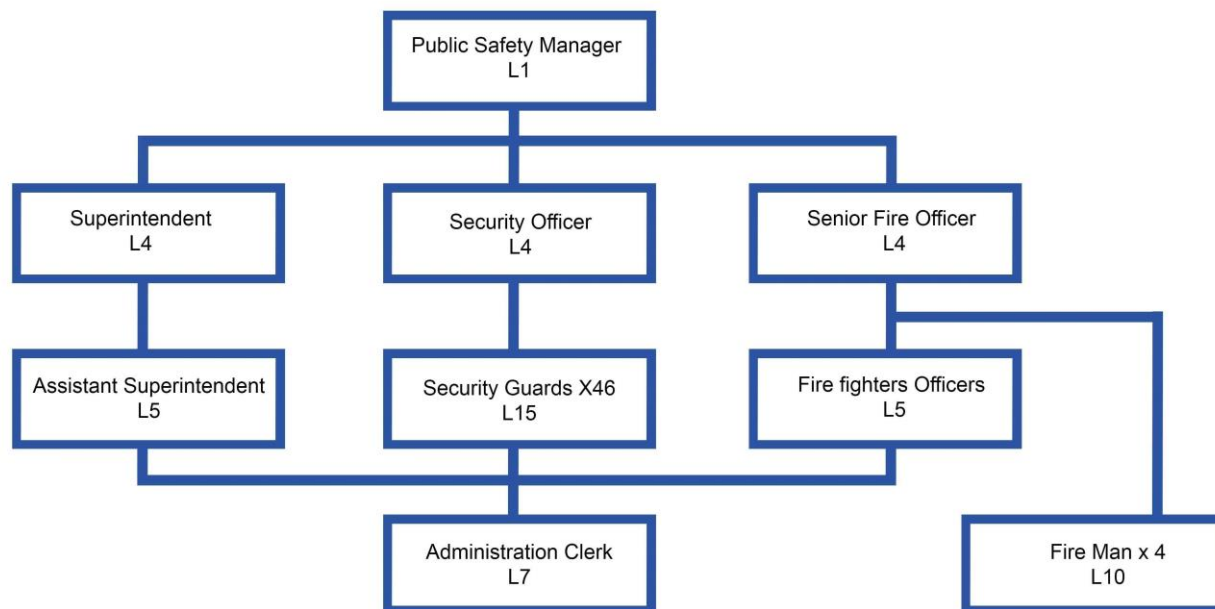 Public Safety Manager
L1
Superintendent
L4
Security Officer
L4
Senior Fire Officer
L4
Assistant Superintendent
L5
Security Guards X46
L15
Fire fighters Officers
L5
Administration Clerk
L7
Fire Man x 4
L10